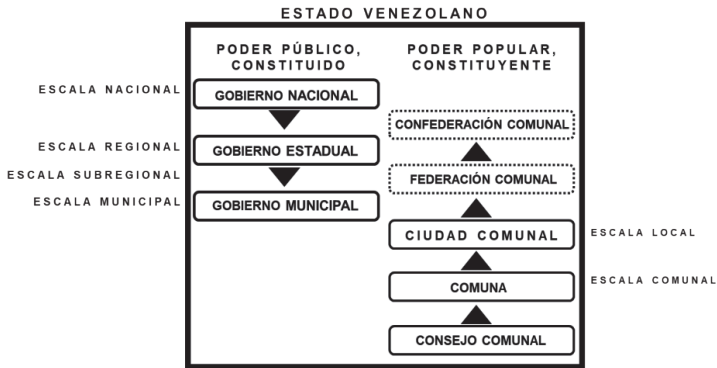 ESTADO VENEZOLANO
PODER PÚBLICO,
CONSTITUIDO
PODER POPULAR,
CONSTITUYENTE
ESCALA NACIONAL
GOBIERNO NACIONAL
CONFEDERACIÓN COMUNAL
ESCALA REGIONAL
GOBIERNO ESTADUAL
ESCALA SUBREGIONAL
FEDERACIÓN COMUNAL
ESCALA MUNICIPAL
GOBIERNO MUNICIPAL
CIUDAD COMUNAL
ESCALA LOCAL
COMUNA
ESCALA COMUNAL
CONSEJO COMUNAL